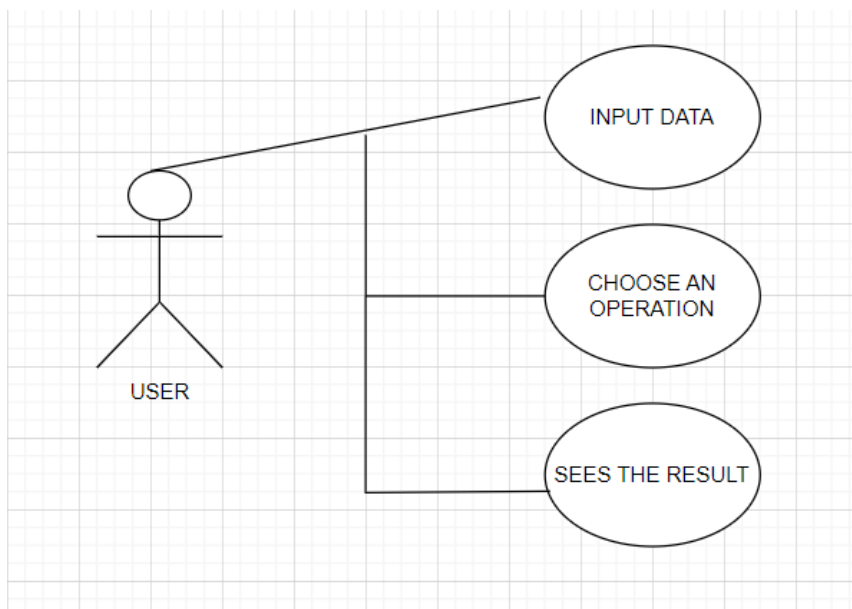 INPUT DATA
CHOOSE AN
OPERATION
USER
SEES THE RESULT